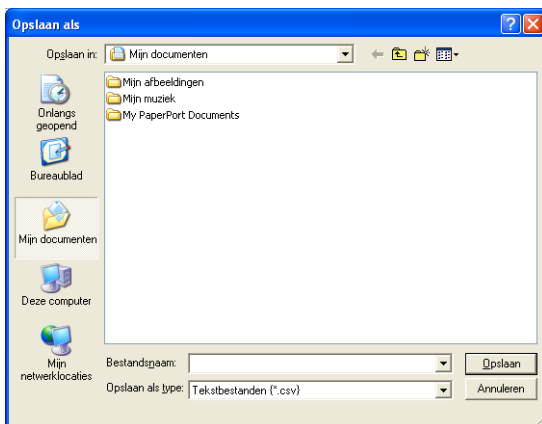 Opslaan als
Opslaan in:
Mijn documenten
Onlangs
geopend
Bureaublad
Mijn documenten
Deze computer
Mijn
netwerklocaties
Mijn afbeeldingen
Mijn muziek
My PaperPort Documents
Bestandsnaam:
Opslaan
Opslaan als type:
Tekstbestanden {*.csv}
Annuleren